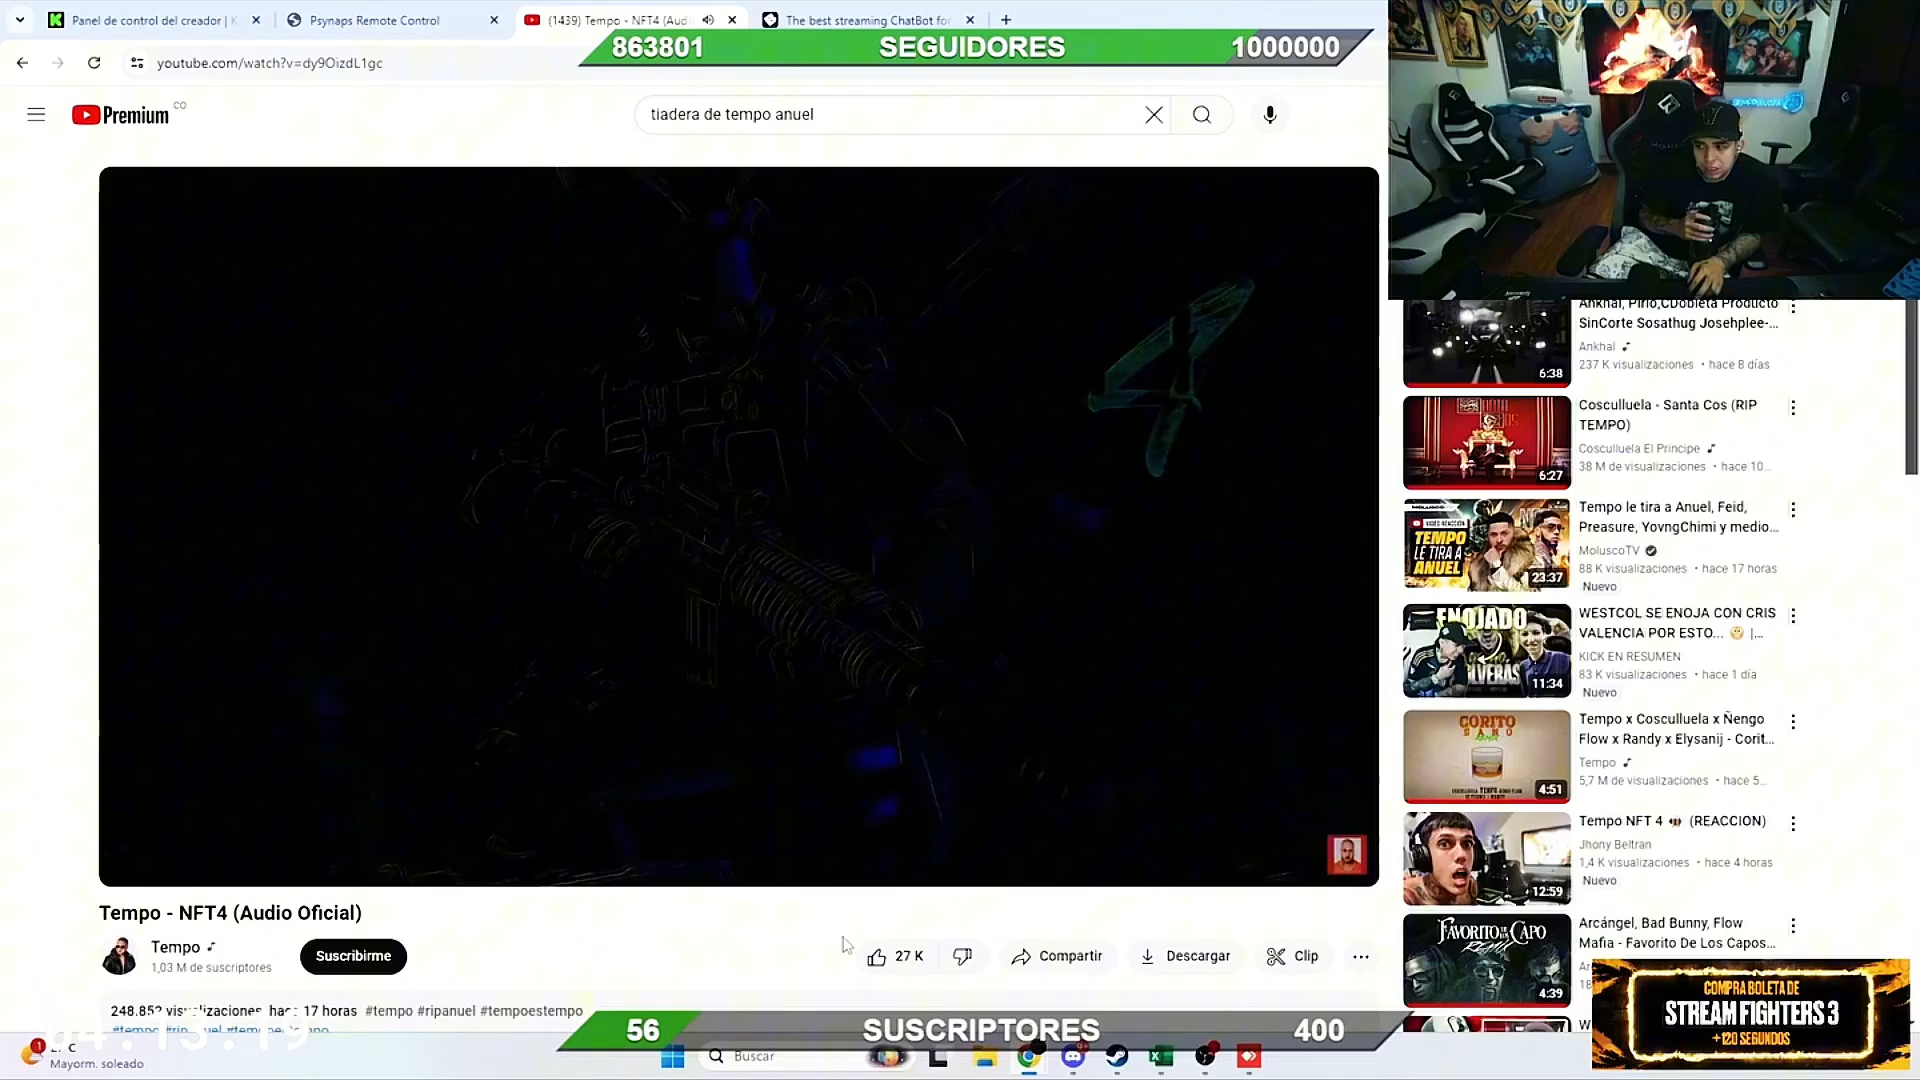 Panel de control del creador | K
Psynaps Remote Control
(1439) Tempo - NFT4 (Aud
The best streaming ChatBot for
863801 SEGUIDORES 1000000
youtube.com/watch?v=dy9OizdL1gc
Premium CO
tiadera de tempo anuel
4
Ankhal, Pirlo,CDobleta Producto
SinCorte Sosathug Josehplee-...
Ankhal
237 K visualizaciones • hace 8 días
6:38
Cosculluela - Santa Cos (RIP
TEMPO)
Cosculluela El Principe
38 M de visualizaciones • hace 10...
6:27
TEMPO
LE TIRA A
ANUEL
23:37
Tempo le tira a Anuel, Feid,
Preasure, YovngChimi y medio...
MoluscoTV
88 K visualizaciones • hace 17 horas
Nuevo
ENOJADO
11:34
WESTCOL SE ENOJA CON CRIS
VALENCIA POR ESTO... |...
KICK EN RESUMEN
83 K visualizaciones • hace 1 día
Nuevo
CORITO
SANO
4:51
Tempo x Cosculluela x Ñengo
Flow x Randy x Elysanij - Corit...
Tempo
5,7 M de visualizaciones • hace 5...
12:59
Tempo NFT 4 (REACCION)
Jhony Beltran
1,4 K visualizaciones • hace 4 horas
Nuevo
FAVORITO DE LOS CAPO
REMIX
4:39
Arcángel, Bad Bunny, Flow
Mafia - Favorito De Los Capos...
Tempo - NFT4 (Audio Oficial)
Tempo
1,03 M de suscriptores
Suscribirme
27 K
Compartir
Descargar
Clip
248.852 visualizaciones hace 17 horas #tempo #ripanuel #tempoestempo
COMPRA BOLETA DE
STREAM FIGHTERS 3
+120 SEGUNDOS
56 SUSCRIPTORES 400
1
Mayorm. soleado
Buscar